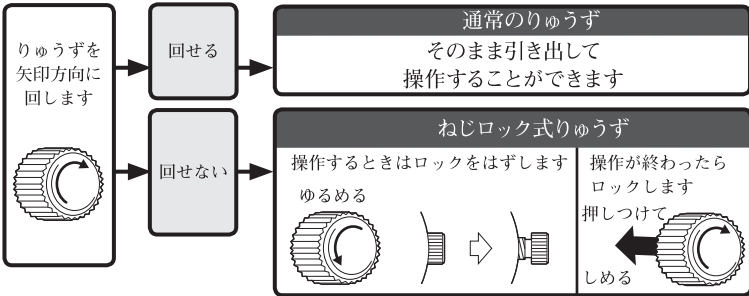 りゅうずを
矢印方向に
回します
回せる
通常のりゅうず
そのまま引き出して
操作することができます
回せない
ねじロック式りゅうず
操作するときはロックをはずします
ゆるめる
操作が終わったら
ロックします
押しつけて
しめる